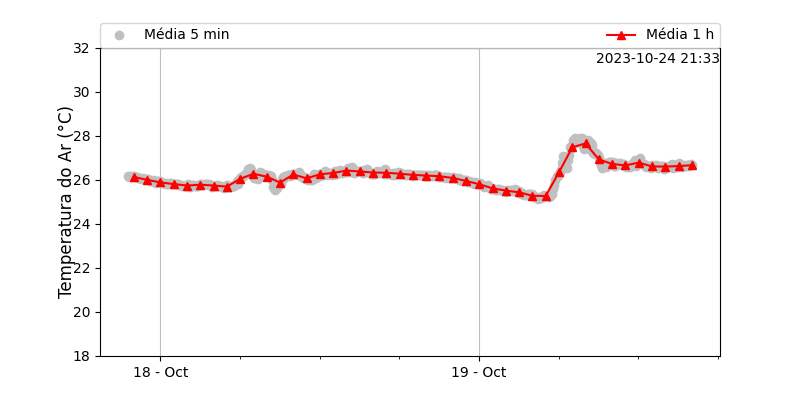 Média 5 min
Média 1 h
2023-10-24 21:33
Temperatura do Ar (°C)
32
30
28
26
24
22
20
18
18 - Oct
19 - Oct